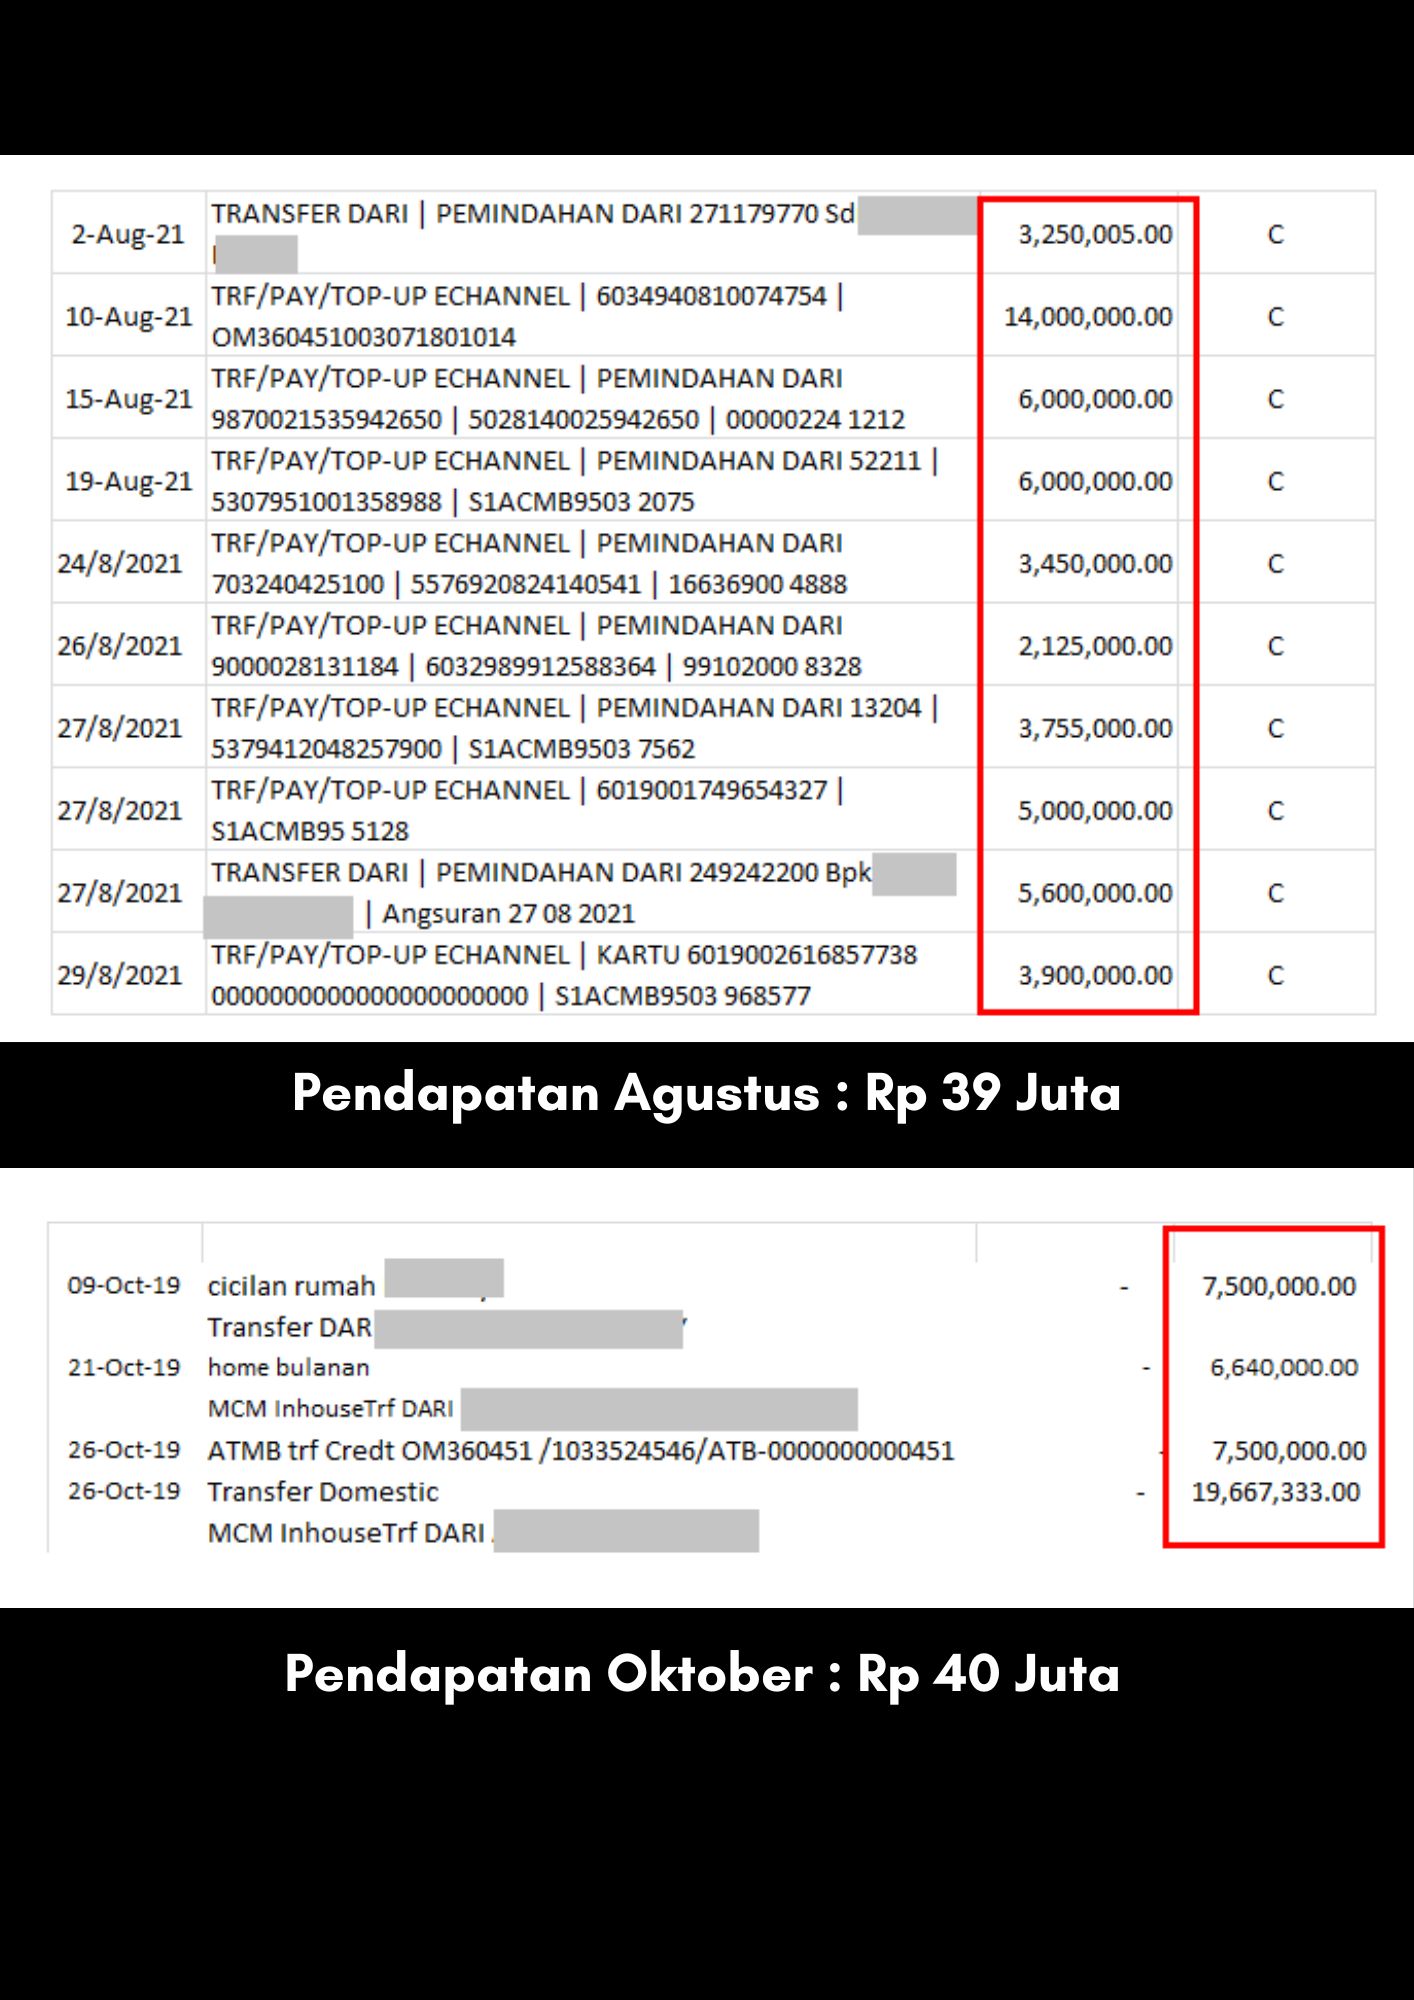 2-Aug-21
TRANSFER DARI | PEMINDAHAN DARI 271179770 Sd
3,250,005.00
C
10-Aug-21
TRF/PAY/TOP-UP ECHANNEL | 6034940810074754 |
OM360451003071801014
14,000,000.00
C
15-Aug-21
TRF/PAY/TOP-UP ECHANNEL | PEMINDAHAN DARI
9870021535942650 | 5028140025942650 | 00000224 1212
6,000,000.00
C
19-Aug-21
TRF/PAY/TOP-UP ECHANNEL | PEMINDAHAN DARI 52211 |
5307951001358988 | S1ACMB9503 2075
6,000,000.00
C
24/8/2021
TRF/PAY/TOP-UP ECHANNEL | PEMINDAHAN DARI
703240425100 | 5576920824140541 | 16636900 4888
3,450,000.00
C
26/8/2021
TRF/PAY/TOP-UP ECHANNEL | PEMINDAHAN DARI
9000028131184 | 6032989912588364 | 99102000 8328
2,125,000.00
C
27/8/2021
TRF/PAY/TOP-UP ECHANNEL | PEMINDAHAN DARI 13204 |
5379412048257900 | S1ACMB9503 7562
3,755,000.00
C
27/8/2021
TRF/PAY/TOP-UP ECHANNEL | 6019001749654327 |
S1ACMB95 5128
5,000,000.00
C
27/8/2021
TRANSFER DARI | PEMINDAHAN DARI 249242200 Bpk
| Angsuran 27 08 2021
5,600,000.00
C
29/8/2021
TRF/PAY/TOP-UP ECHANNEL | KARTU 6019002616857738
0000000000000000000000 | S1ACMB9503 968577
3,900,000.00
C
Pendapatan Agustus : Rp 39 Juta
09-Oct-19 cicilan rumah - 7,500,000.00
Transfer DAR
21-Oct-19 home bulanan - 6,640,000.00
MCM InhouseTrf DARI
26-Oct-19 ATMB trf Credt OM360451 /1033524546/ATB-0000000000451 - 7,500,000.00
26-Oct-19 Transfer Domestic - 19,667,333.00
MCM InhouseTrf DARI
Pendapatan Oktober : Rp 40 Juta